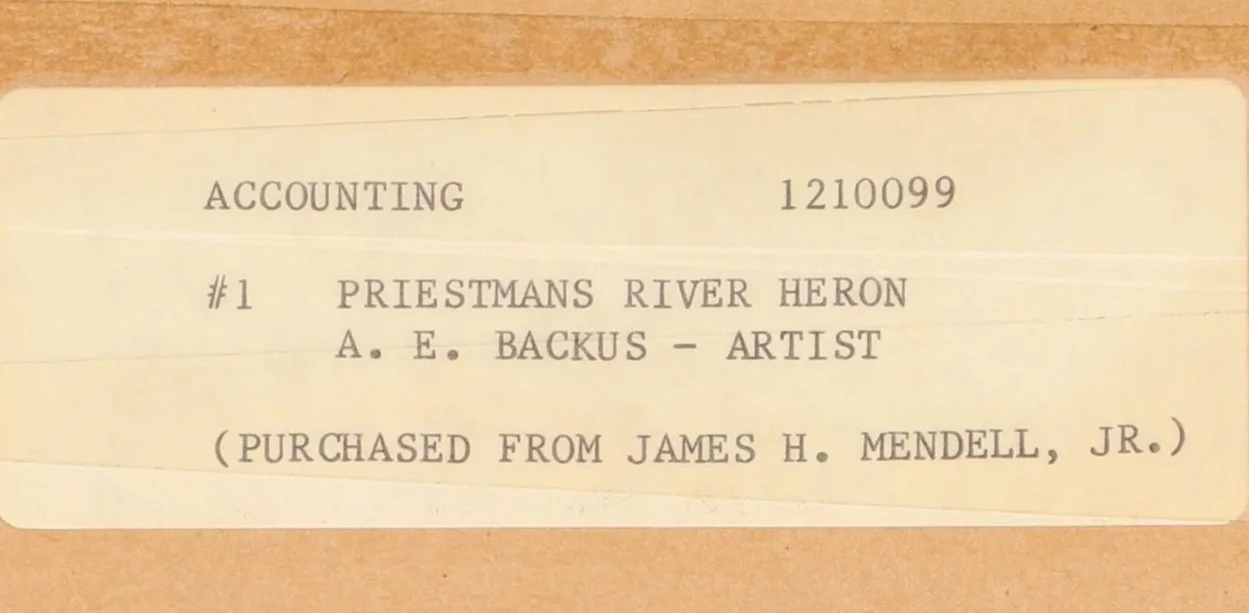 ACCOUNTING 1210099
#1 PRIESTMANS RIVER HERON
A. E. BACKUS - ARTIST
(PURCHASED FROM JAMES H. MENDELL, JR.)